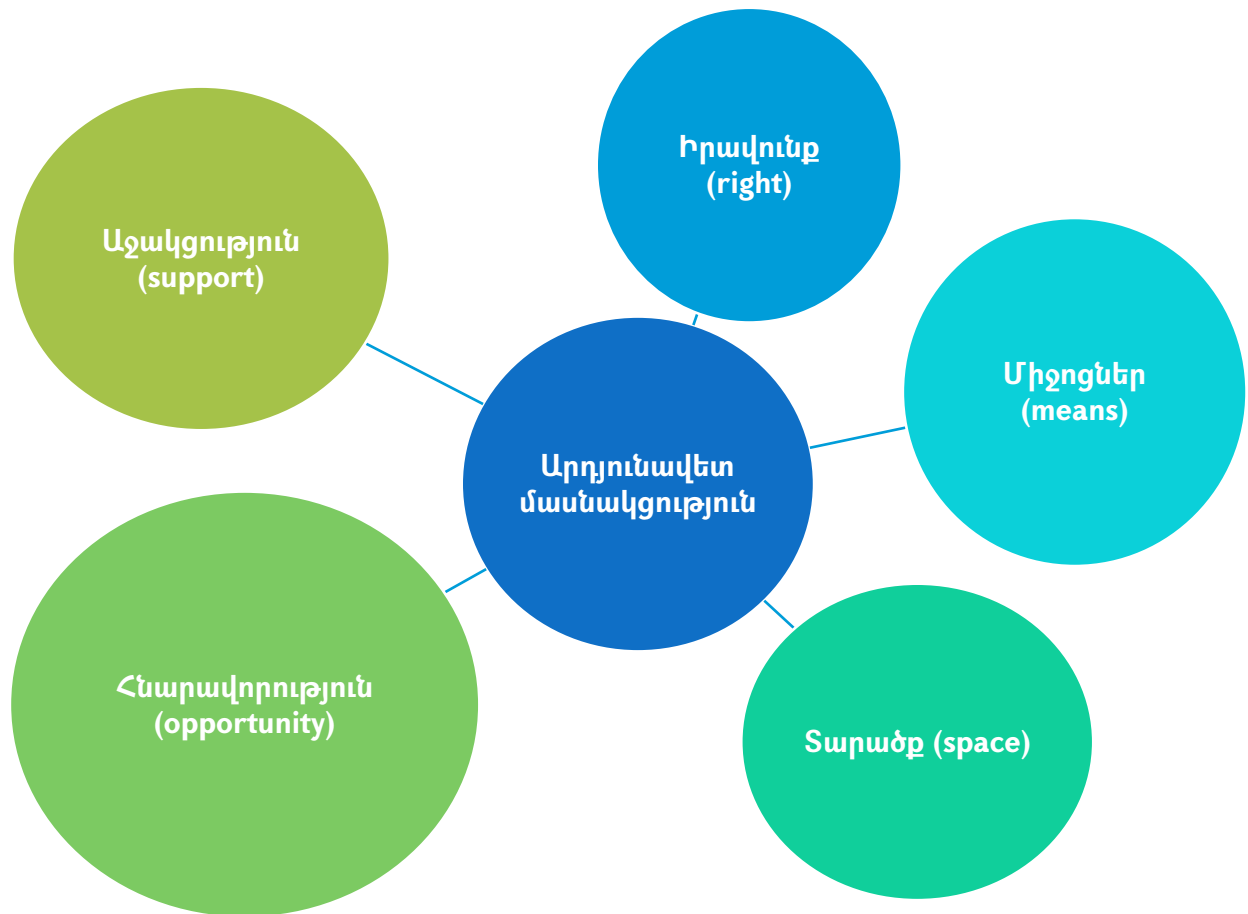 Իրավունք
(right)
Աջակցություն
(support)
Միջոցներ
(means)
Արդյունավետ
մասնակցություն
Հնարավորություն
(opportunity)
Տարածք (space)